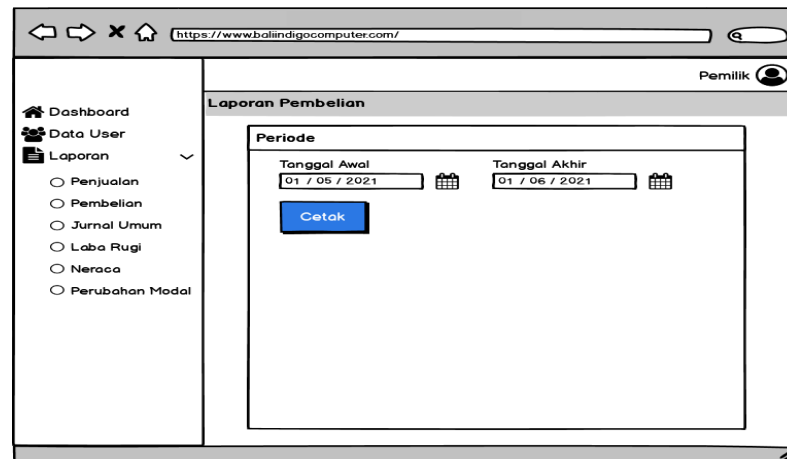 https://www.baliindigocomputer.com/
Pemilik
Dashboard
Data User
Laporan
Penjualan
Pembelian
Jurnal Umum
Laba Rugi
Neraca
Perubahan Modal
Laporan Pembelian
Periode
Tanggal Awal
Tanggal Akhir
01 / 05 / 2021
01 / 06 / 2021
Cetak